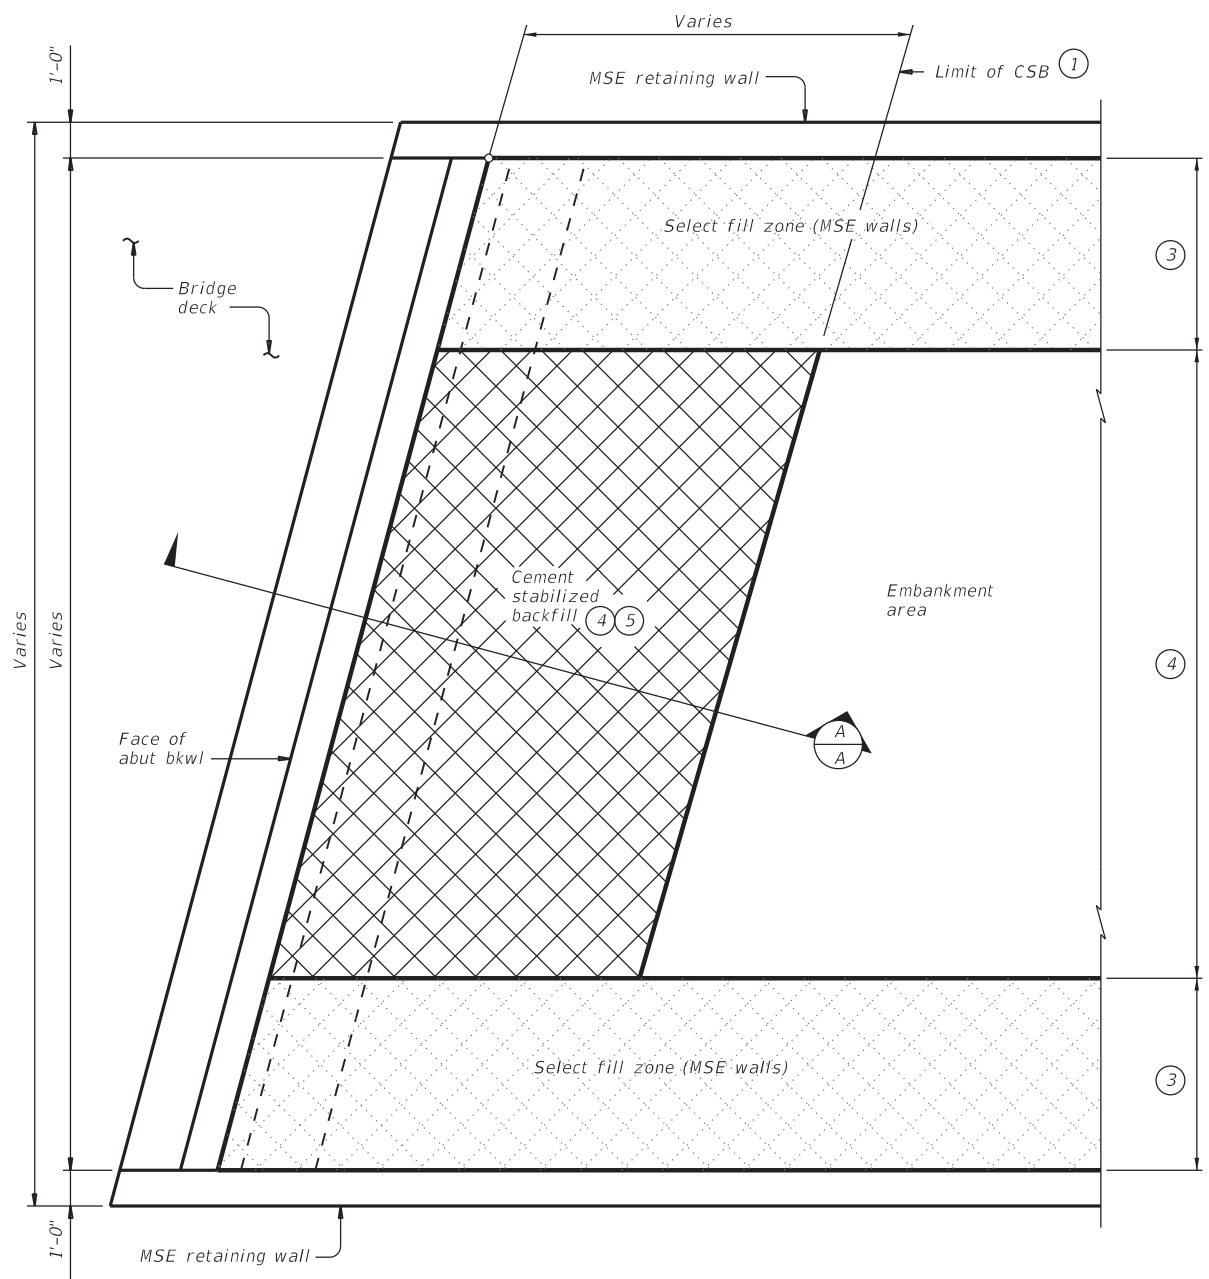 Varies
1'-0"
MSE retaining wall
Limit of CSB 1
Select fill zone (MSE walls)
3
Bridge
deck
Cement
stabilized
backfill 4 5
Embankment
area
Varies
Varies
4
Face of
abut bkwl
A
A
Select fill zone (MSE walls)
3
1'-0"
MSE retaining wall